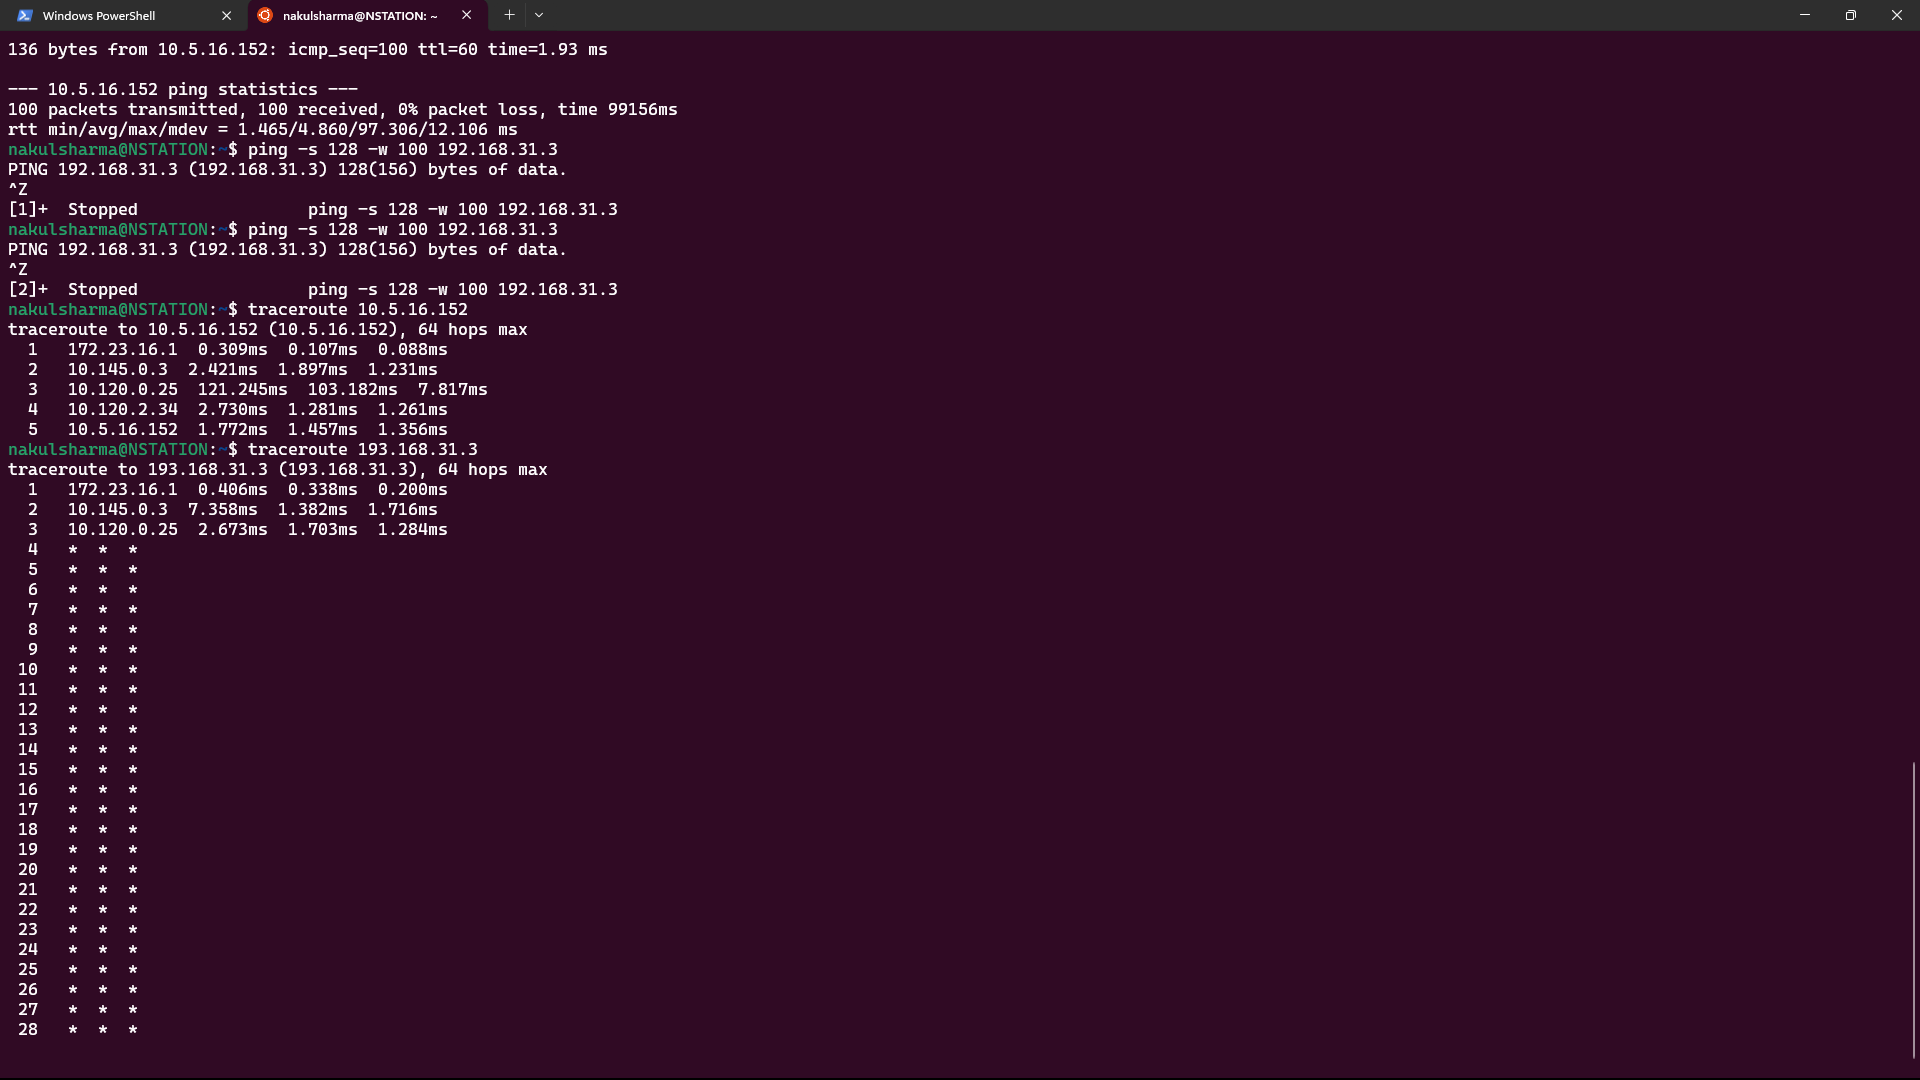 Windows PowerShell
nakulsharma@NSTATION: ~
136 bytes from 10.5.16.152: icmp_seq=100 ttl=60 time=1.93 ms
--- 10.5.16.152 ping statistics ---
100 packets transmitted, 100 received, 0% packet loss, time 99156ms
rtt min/avg/max/mdev = 1.465/4.860/97.306/12.106 ms
nakulsharma@NSTATION:~$ ping -s 128 -w 100 192.168.31.3
PING 192.168.31.3 (192.168.31.3) 128(156) bytes of data.
^Z
[1]+  Stopped                 ping -s 128 -w 100 192.168.31.3
nakulsharma@NSTATION:~$ ping -s 128 -w 100 192.168.31.3
PING 192.168.31.3 (192.168.31.3) 128(156) bytes of data.
^Z
[2]+  Stopped                 ping -s 128 -w 100 192.168.31.3
nakulsharma@NSTATION:~$ traceroute 10.5.16.152
traceroute to 10.5.16.152 (10.5.16.152), 64 hops max
  1   172.23.16.1  0.309ms  0.107ms  0.088ms
  2   10.145.0.3  2.421ms  1.897ms  1.231ms
  3   10.120.0.25  121.245ms  103.182ms  7.817ms
  4   10.120.2.34  2.730ms  1.281ms  1.261ms
  5   10.5.16.152  1.772ms  1.457ms  1.356ms
nakulsharma@NSTATION:~$ traceroute 193.168.31.3
traceroute to 193.168.31.3 (193.168.31.3), 64 hops max
  1   172.23.16.1  0.406ms  0.338ms  0.200ms
  2   10.145.0.3  7.358ms  1.382ms  1.716ms
  3   10.120.0.25  2.673ms  1.703ms  1.284ms
  4   *  *  *
  5   *  *  *
  6   *  *  *
  7   *  *  *
  8   *  *  *
  9   *  *  *
 10   *  *  *
 11   *  *  *
 12   *  *  *
 13   *  *  *
 14   *  *  *
 15   *  *  *
 16   *  *  *
 17   *  *  *
 18   *  *  *
 19   *  *  *
 20   *  *  *
 21   *  *  *
 22   *  *  *
 23   *  *  *
 24   *  *  *
 25   *  *  *
 26   *  *  *
 27   *  *  *
 28   *  *  *